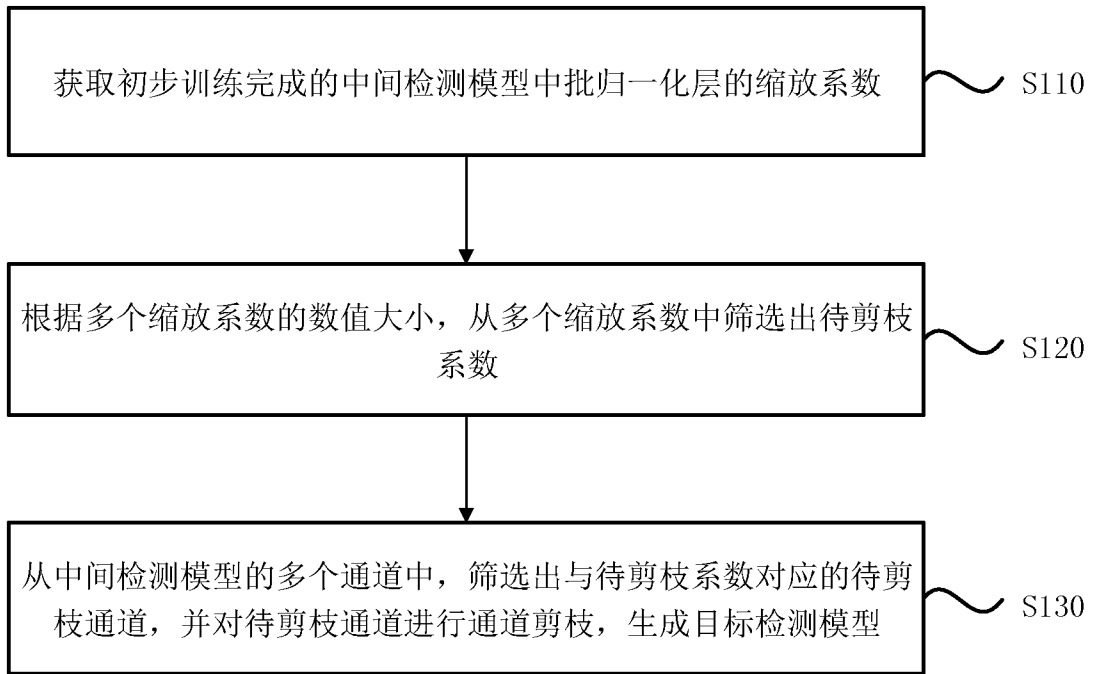 获取初步训练完成的中间检测模型中批归一化层的缩放系数
S110
根据多个缩放系数的数值大小，从多个缩放系数中筛选出待剪枝
系数
S120
从中间检测模型的多个通道中，筛选出与待剪枝系数对应的待剪
枝通道，并对待剪枝通道进行通道剪枝，生成目标检测模型
S130